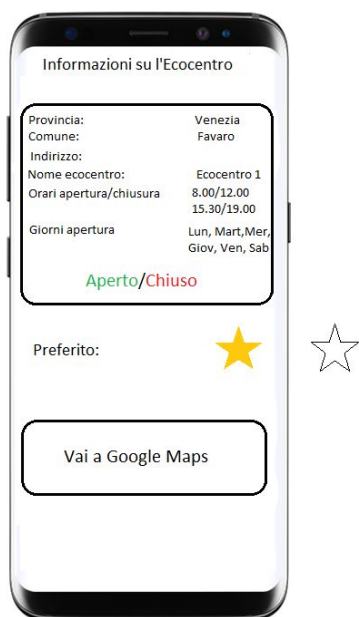 Informazioni su l'Ecocentro
Provincia: Venezia
Comune: Favaro
Indirizzo:
Nome ecocentro: Ecocentro 1
Orari apertura/chiusura 8.00/12.00
15.30/19.00
Giorni apertura Lun, Mart,Mer,
Giov, Ven, Sab
Aperto/Chiuso
Preferito:
Vai a Google Maps